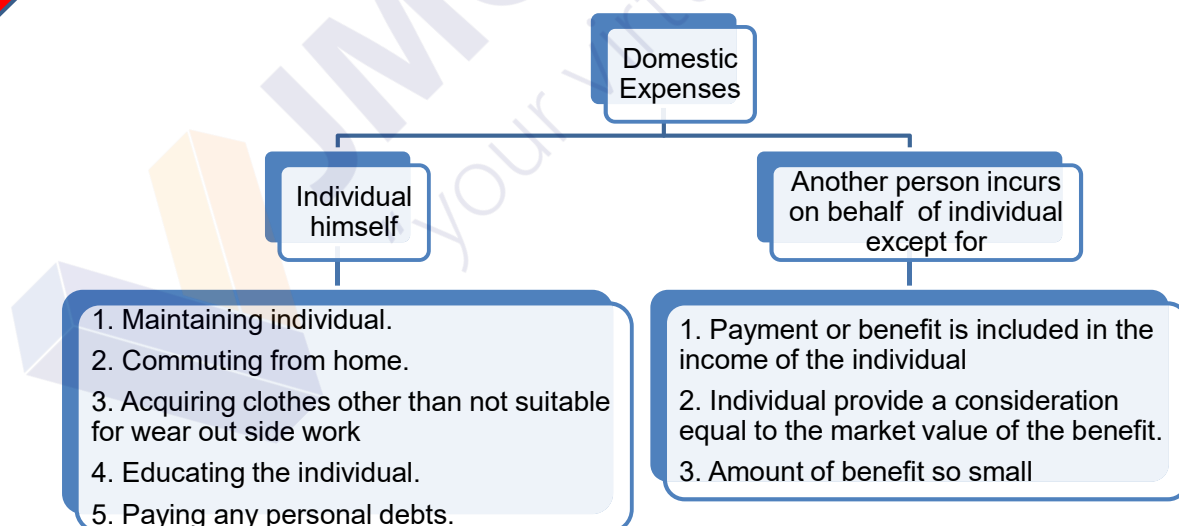 Domestic
Expenses
Individual
himself
Another person incurs
on behalf of individual
except for
1. Maintaining individual.
2. Commuting from home.
3. Acquiring clothes other than not suitable
for wear out side work
4. Educating the individual.
5. Paying any personal debts.
1. Payment or benefit is included in the
income of the individual
2. Individual provide a consideration
equal to the market value of the benefit.
3. Amount of benefit so small